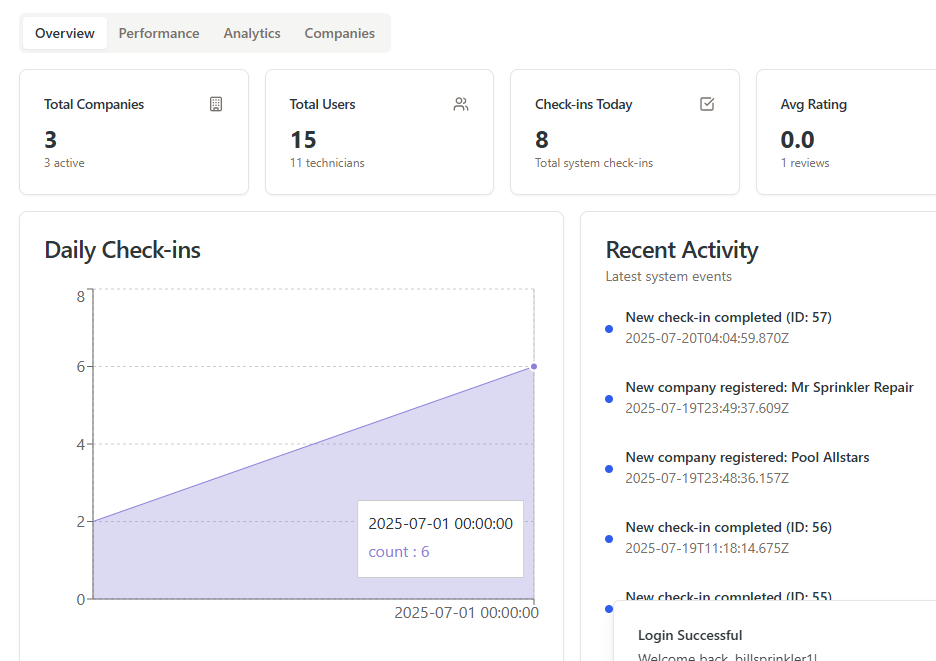 Overview Performance Analytics Companies
Total Companies
3
3 active
Total Users
15
11 technicians
Check-ins Today
8
Total system check-ins
Avg Rating
0.0
1 reviews
Daily Check-ins
8
6
4
2
0
2025-07-01 00:00:00
count : 6
2025-07-01 00:00:00
Recent Activity
Latest system events
New check-in completed (ID: 57)
2025-07-20T04:04:59.870Z
New company registered: Mr Sprinkler Repair
2025-07-19T23:49:37.609Z
New company registered: Pool Allstars
2025-07-19T23:48:36.157Z
New check-in completed (ID: 56)
2025-07-19T11:18:14.675Z
New check-in completed (ID: 55)
Login Successful
Welcome back, billsprinkler1!